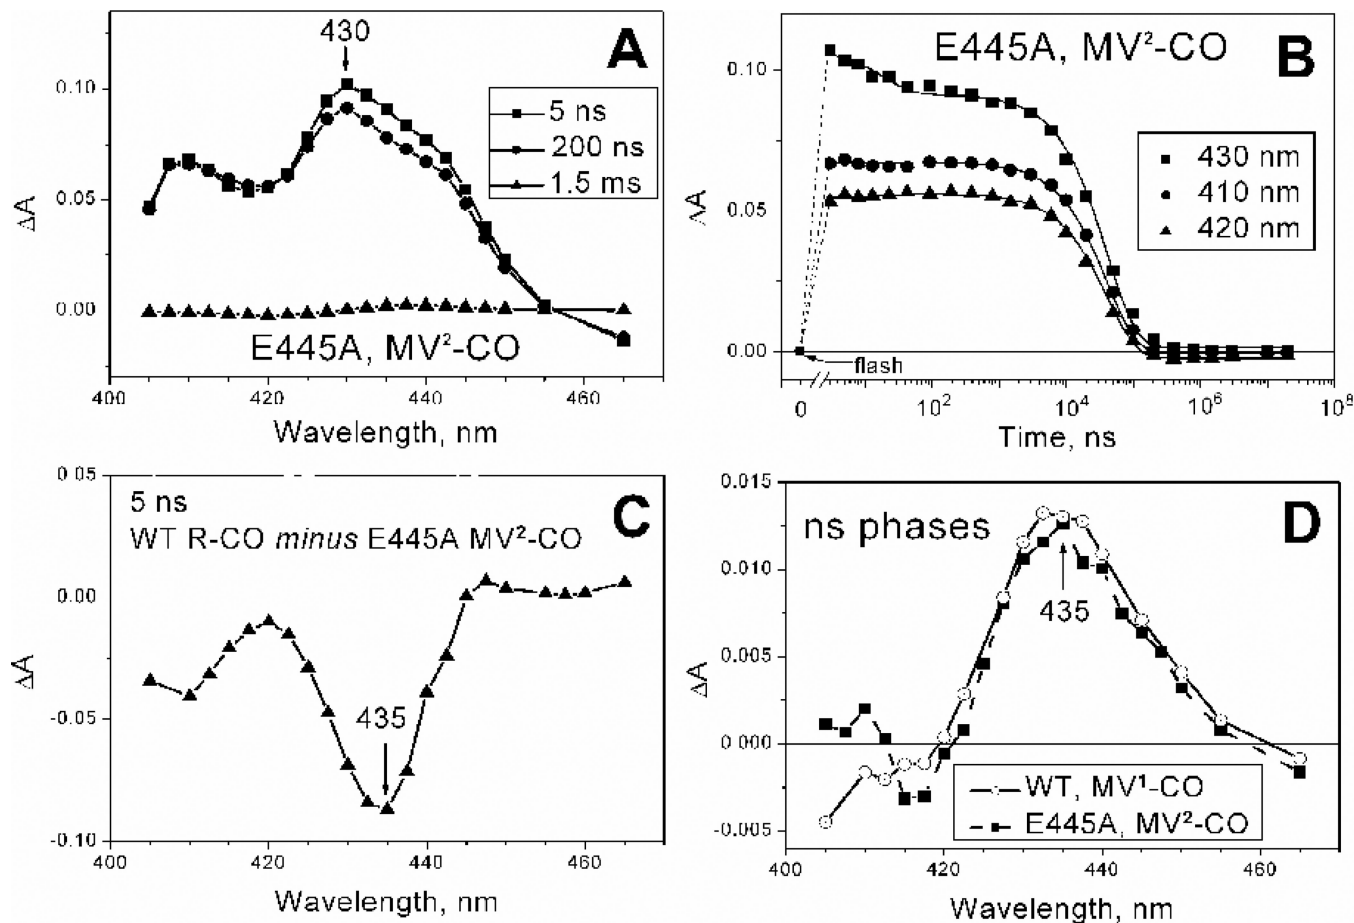 A
430
5 ns
200 ns
1.5 ms
E445A, MV²-CO
ΔA
0.10
0.05
0.00
400
420
440
460
Wavelength, nm
B
E445A, MV²-CO
430 nm
410 nm
420 nm
flash
ΔA
0.10
0.05
0.00
0
10²
10⁴
10⁶
10⁸
Time, ns
C
5 ns
WT R-CO minus E445A MV²-CO
435
ΔA
0.05
0.00
-0.05
-0.10
400
420
440
460
Wavelength, nm
D
ns phases
435
WT, MV¹-CO
E445A, MV²-CO
ΔA
0.015
0.010
0.005
0.000
-0.005
400
420
440
460
Wavelength, nm